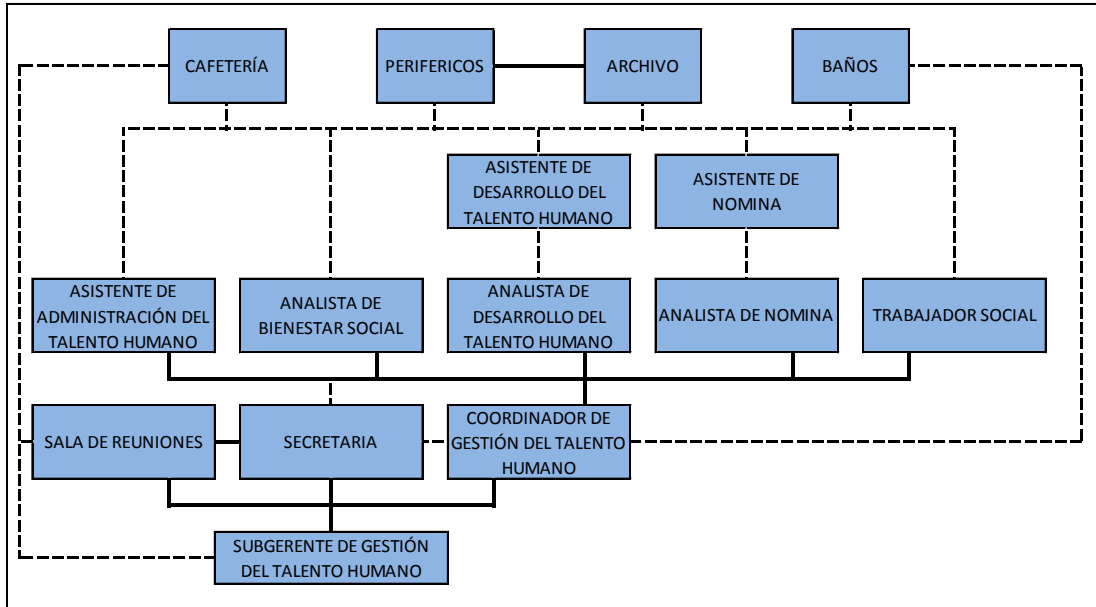 CAFETERÍA
PERIFERICOS
ARCHIVO
BAÑOS
ASISTENTE DE
DESARROLLO DEL
TALENTO HUMANO
ASISTENTE DE
NOMINA
ASISTENTE DE
ADMINISTRACIÓN DEL
TALENTO HUMANO
ANALISTA DE
BIENESTAR SOCIAL
ANALISTA DE
DESARROLLO DEL
TALENTO HUMANO
ANALISTA DE NOMINA
TRABAJADOR SOCIAL
SALA DE REUNIONES
SECRETARIA
COORDINADOR DE
GESTIÓN DEL TALENTO
HUMANO
SUBGERENTE DE GESTIÓN
DEL TALENTO HUMANO